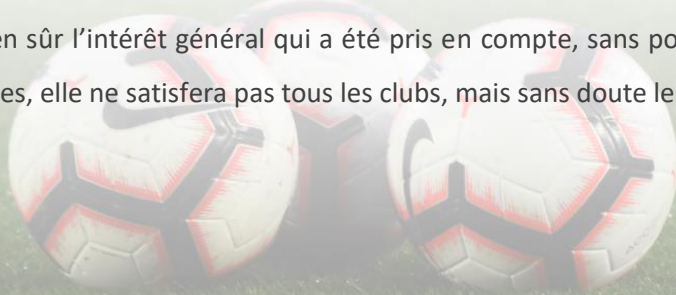 en sûr l’intérêt général qui a été pris en compte, sans po
es, elle ne satisfera pas tous les clubs, mais sans doute le